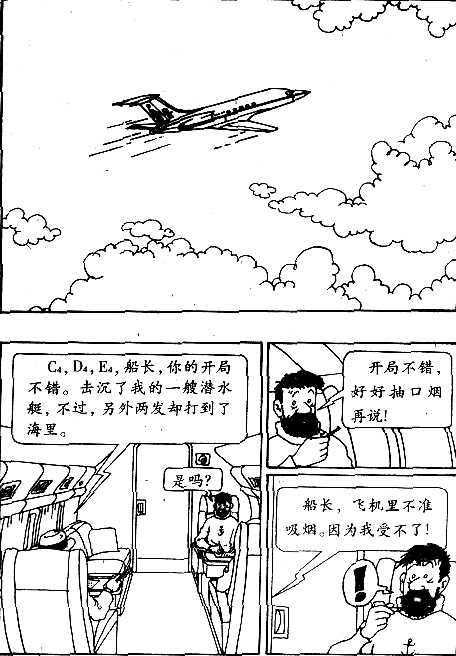 C₄,D₄,E₄,船长,你的开局
不错。击沉了我的一艘潜水
艇,不过,另外两发却打到了
海里。
是吗?
开局不错,
好好抽口烟
再说!
船长,飞机里不准
吸烟。因为我受不了!
!